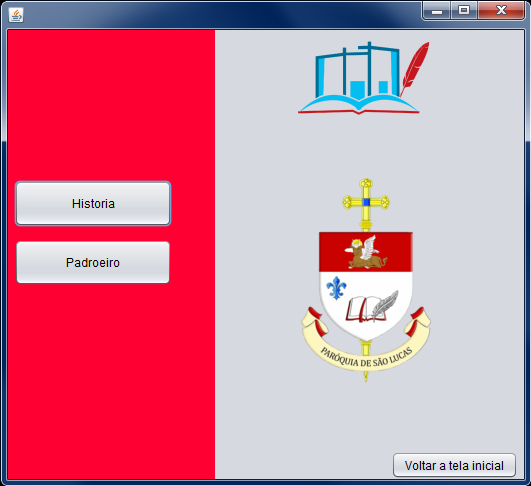 Historia
Padroeiro
PARÓQUIA DE SÃO LUCAS
Voltar a tela inicial